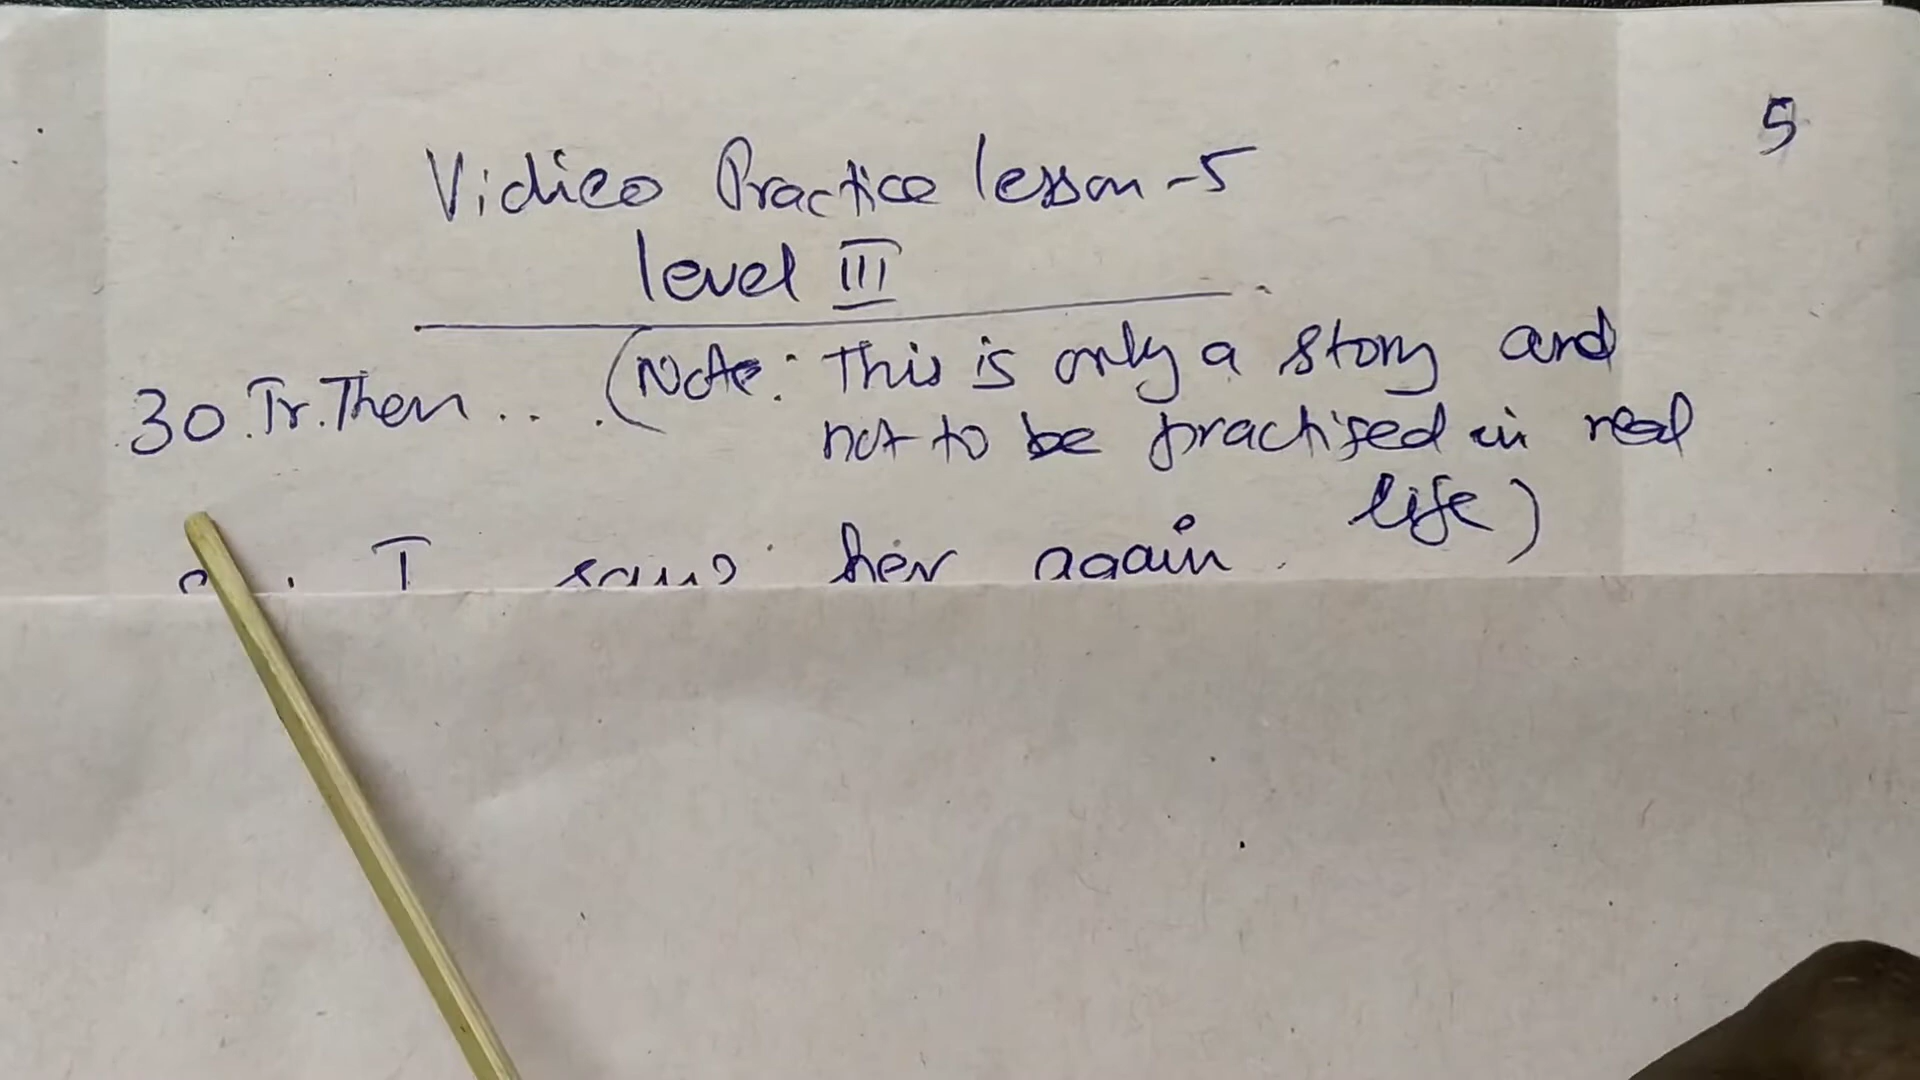 5
Vidieo Practice lesson-5
level III
30.Tr.Then... (Note: This is only a story and
not to be practised in real
life)
I saw her again.